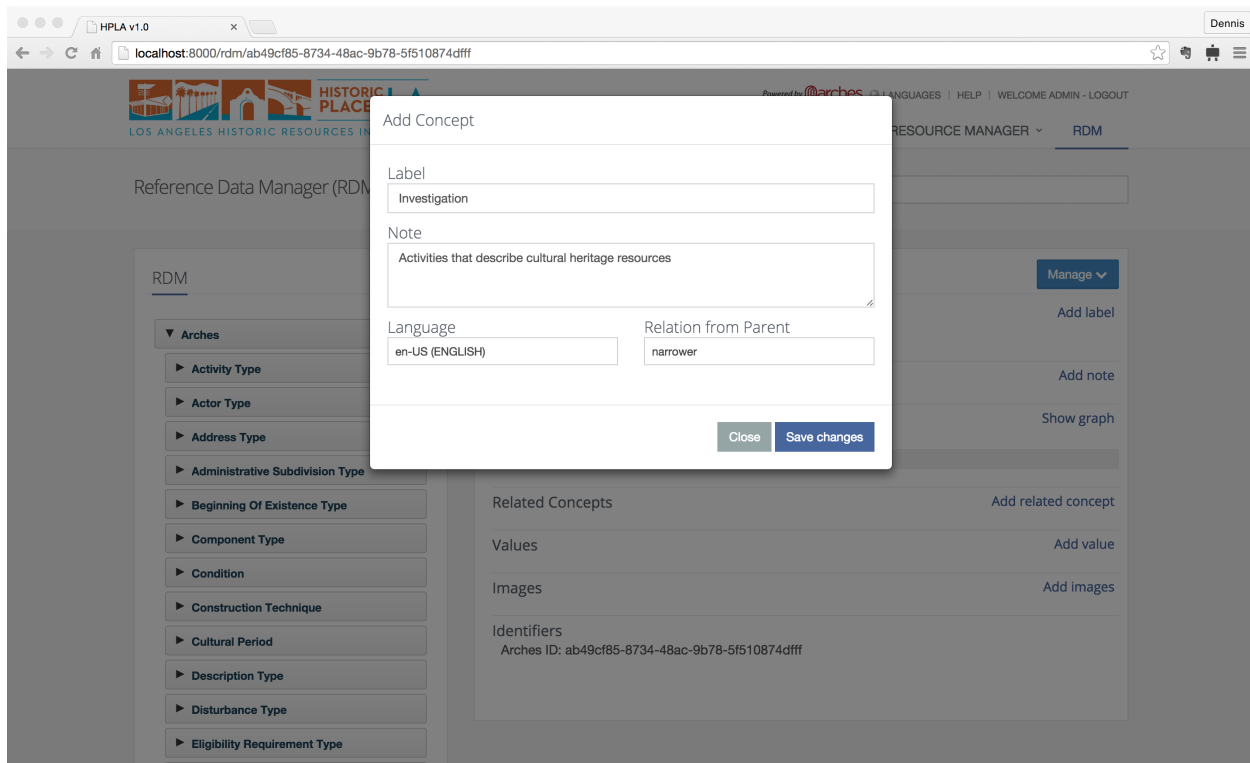 HPLA v1.0
Dennis
localhost:8000/rdm/ab49cf85-8734-48ac-9b78-5f510874dfff
HISTORIC
PLACE
LOS ANGELES HISTORIC RESOURCES IN
Powered by arches LANGUAGES | HELP | WELCOME ADMIN - LOGOUT
RESOURCE MANAGER RDM
Reference Data Manager (RDM
Add Concept
Label
Investigation
Note
Activities that describe cultural heritage resources
Language Relation from Parent
en-US (ENGLISH) narrower
Close Save changes
RDM
Arches
Activity Type
Actor Type
Address Type
Administrative Subdivision Type
Beginning Of Existence Type
Component Type
Condition
Construction Technique
Cultural Period
Description Type
Disturbance Type
Eligibility Requirement Type
Manage
Add label
Add note
Show graph
Related Concepts Add related concept
Values Add value
Images Add images
Identifiers
Arches ID: ab49cf85-8734-48ac-9b78-5f510874dfff